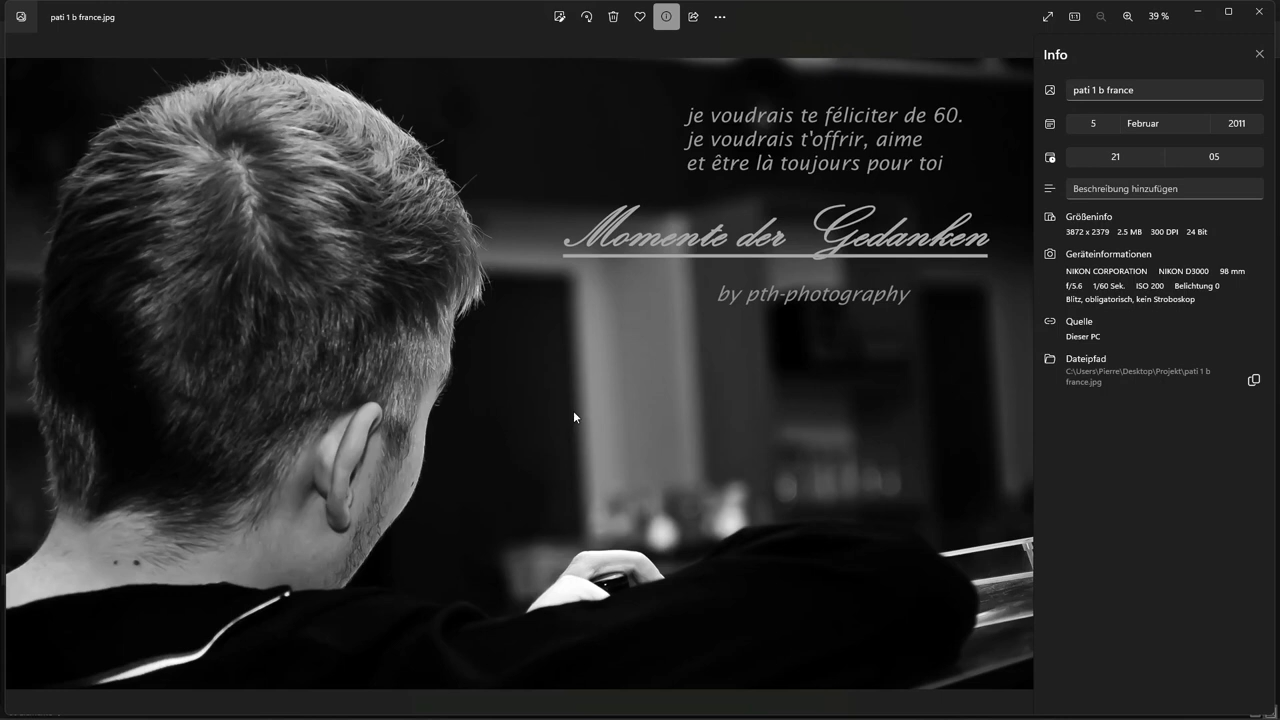 pati 1 b france.jpg
39 %
je voudrais te féliciter de 60.
je voudrais t'offrir, aime
et être là toujours pour toi
Momente der Gedanken
by pth-photography
Info
pati 1 b france
5 Februar 2011
21 05
Beschreibung hinzufügen
Größeninfo
3872 x 2379 2.5 MB 300 DPI 24 Bit
Geräteinformationen
NIKON CORPORATION NIKON D3000 98 mm
f/5.6 1/60 Sek. ISO 200 Belichtung 0
Blitz, obligatorisch, kein Stroboskop
Quelle
Dieser PC
Dateipfad
C:\Users\Pierre\Desktop\Projekt\pati 1 b
france.jpg